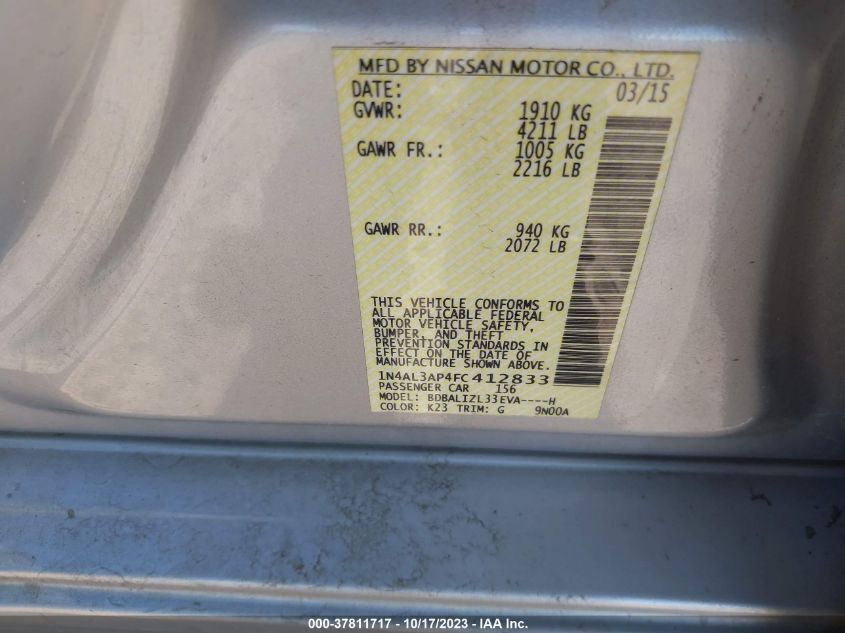 MFD BY NISSAN MOTOR CO., LTD.
DATE: 03/15
GVWR: 1910 KG
4211 LB
GAWR FR.: 1005 KG
2216 LB
GAWR RR.: 940 KG
2072 LB
THIS VEHICLE CONFORMS TO
ALL APPLICABLE FEDERAL
MOTOR VEHICLE SAFETY,
BUMPER, AND THEFT
PREVENTION STANDARDS IN
EFFECT ON THE DATE OF
MANUFACTURE SHOWN ABOVE.
1N4AL3AP4FC412833
PASSENGER CAR 156
MODEL: BDBALIZL33EVA----H
COLOR: K23 TRIM: G 9N00A
000-37811717 - 10/17/2023 - IAA Inc.